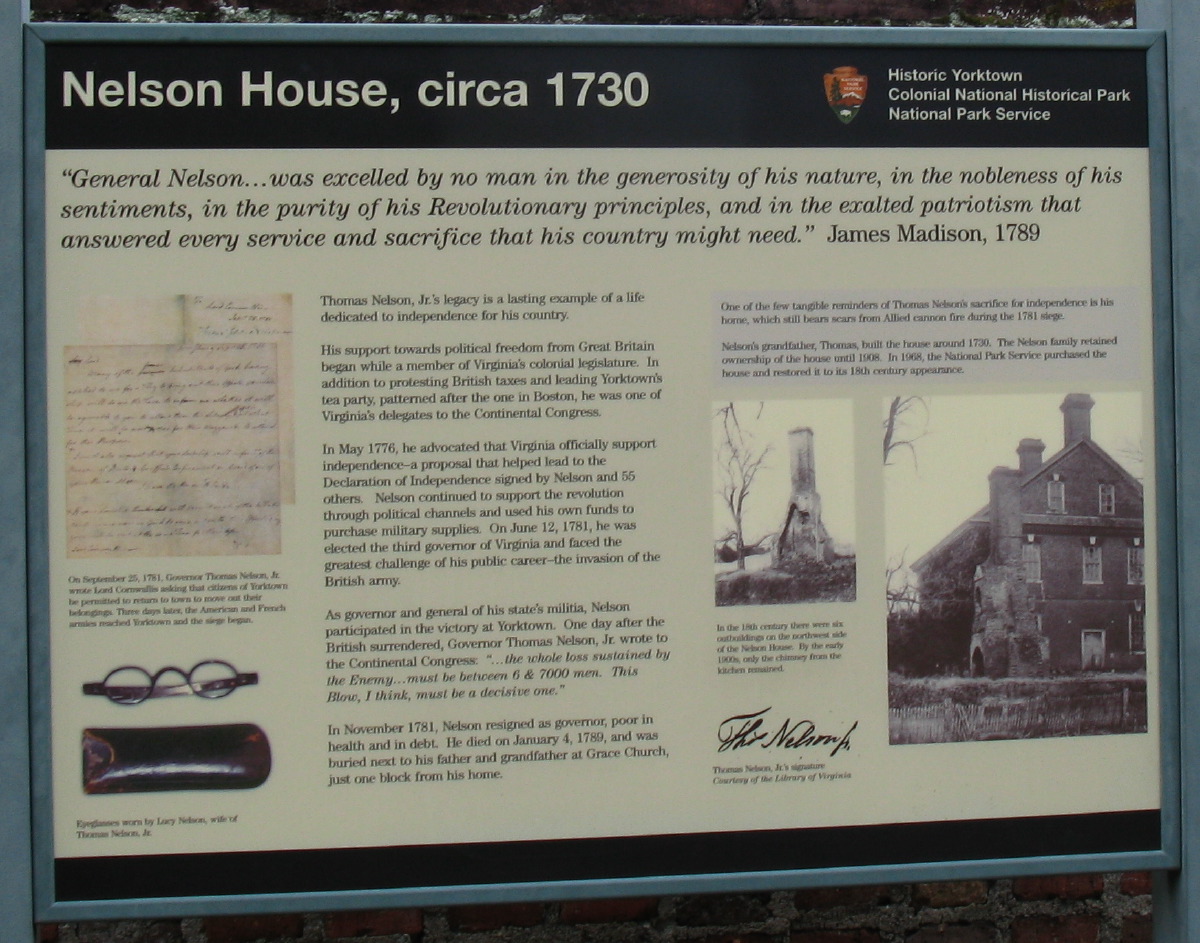 Nelson House, circa 1730
Historic Yorktown
Colonial National Historical Park
National Park Service
“General Nelson…was excelled by no man in the generosity of his nature, in the nobleness of his
sentiments, in the purity of his Revolutionary principles, and in the exalted patriotism that
answered every service and sacrifice that his country might need.” James Madison, 1789
On September 25, 1781, Governor Thomas Nelson, Jr.
wrote Lord Cornwallis asking that citizens of Yorktown
be permitted to return to town to move out their
belongings. Three days later, the American and French
armies reached Yorktown and the siege began.
Eyeglasses worn by Lucy Nelson, wife of
Thomas Nelson, Jr.
Thomas Nelson, Jr.’s legacy is a lasting example of a life
dedicated to independence for his country.
His support towards political freedom from Great Britain
began while a member of Virginia’s colonial legislature. In
addition to protesting British taxes and leading Yorktown’s
tea party, patterned after the one in Boston, he was one of
Virginia’s delegates to the Continental Congress.
In May 1776, he advocated that Virginia officially support
independence–a proposal that helped lead to the
Declaration of Independence signed by Nelson and 55
others. Nelson continued to support the revolution
through political channels and used his own funds to
purchase military supplies. On June 12, 1781, he was
elected the third governor of Virginia and faced the
greatest challenge of his public career–the invasion of the
British army.
As governor and general of his state’s militia, Nelson
participated in the victory at Yorktown. One day after the
British surrendered, Governor Thomas Nelson, Jr. wrote to
the Continental Congress: “…the whole loss sustained by
the Enemy…must be between 6 & 7000 men. This
Blow, I think, must be a decisive one.”
In November 1781, Nelson resigned as governor, poor in
health and in debt. He died on January 4, 1789, and was
buried next to his father and grandfather at Grace Church,
just one block from his home.
One of the few tangible reminders of Thomas Nelson’s sacrifice for independence is his
home, which still bears scars from Allied cannon fire during the 1781 siege.
Nelson’s grandfather, Thomas, built the house around 1730. The Nelson family retained
ownership of the house until 1908. In 1968, the National Park Service purchased the
house and restored it to its 18th century appearance.
In the 18th century there were six
outbuildings on the northwest side
of the Nelson House. By the early
1900s, only the chimney from the
kitchen remained.
Thos Nelson Jr.
Thomas Nelson, Jr.’s signature
Courtesy of the Library of Virginia